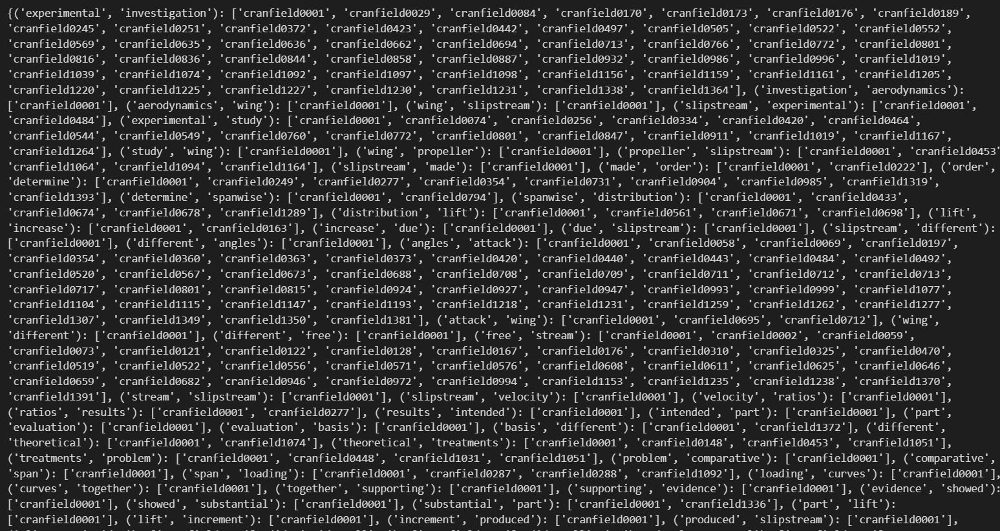 {('experimental', 'investigation'): ['cranfield0001', 'cranfield0029', 'cranfield0084', 'cranfield0170', 'cranfield0173', 'cranfield0176', 'cranfield0189',
'cranfield0245', 'cranfield0251', 'cranfield0372', 'cranfield0423', 'cranfield0442', 'cranfield0497', 'cranfield0505', 'cranfield0522', 'cranfield0552',
'cranfield0569', 'cranfield0635', 'cranfield0636', 'cranfield0662', 'cranfield0694', 'cranfield0713', 'cranfield0766', 'cranfield0772', 'cranfield0801',
'cranfield0816', 'cranfield0836', 'cranfield0844', 'cranfield0858', 'cranfield0887', 'cranfield0932', 'cranfield0986', 'cranfield0996', 'cranfield1019',
'cranfield1039', 'cranfield1074', 'cranfield1092', 'cranfield1097', 'cranfield1098', 'cranfield1156', 'cranfield1159', 'cranfield1161', 'cranfield1205',
'cranfield1220', 'cranfield1225', 'cranfield1227', 'cranfield1230', 'cranfield1231', 'cranfield1338', 'cranfield1364'], ('investigation', 'aerodynamics'):
['cranfield0001'], ('aerodynamics', 'wing'): ['cranfield0001'], ('wing', 'slipstream'): ['cranfield0001'], ('slipstream', 'experimental'): ['cranfield0001',
'cranfield0484'], ('experimental', 'study'): ['cranfield0001', 'cranfield0074', 'cranfield0256', 'cranfield0334', 'cranfield0420', 'cranfield0464',
'cranfield0544', 'cranfield0549', 'cranfield0760', 'cranfield0772', 'cranfield0801', 'cranfield0847', 'cranfield0911', 'cranfield1019', 'cranfield1167',
'cranfield1264'], ('study', 'wing'): ['cranfield0001'], ('wing', 'propeller'): ['cranfield0001'], ('propeller', 'slipstream'): ['cranfield0001', 'cranfield0453'
'cranfield1064', 'cranfield1094', 'cranfield1164'], ('slipstream', 'made'): ['cranfield0001'], ('made', 'order'): ['cranfield0001', 'cranfield0222'], ('order',
'determine'): ['cranfield0001', 'cranfield0249', 'cranfield0277', 'cranfield0354', 'cranfield0731', 'cranfield0904', 'cranfield0985', 'cranfield1319',
'cranfield1393'], ('determine', 'spanwise'): ['cranfield0001', 'cranfield0794'], ('spanwise', 'distribution'): ['cranfield0001', 'cranfield0433',
'cranfield0674', 'cranfield0678', 'cranfield1289'], ('distribution', 'lift'): ['cranfield0001', 'cranfield0561', 'cranfield0671', 'cranfield0698'], ('lift',
'increase'): ['cranfield0001', 'cranfield0163'], ('increase', 'due'): ['cranfield0001'], ('due', 'slipstream'): ['cranfield0001'], ('slipstream', 'different'):
['cranfield0001'], ('different', 'angles'): ['cranfield0001'], ('angles', 'attack'): ['cranfield0001', 'cranfield0058', 'cranfield0069', 'cranfield0197',
'cranfield0354', 'cranfield0360', 'cranfield0363', 'cranfield0373', 'cranfield0420', 'cranfield0440', 'cranfield0443', 'cranfield0484', 'cranfield0492',
'cranfield0520', 'cranfield0567', 'cranfield0673', 'cranfield0688', 'cranfield0708', 'cranfield0709', 'cranfield0711', 'cranfield0712', 'cranfield0713',
'cranfield0717', 'cranfield0801', 'cranfield0815', 'cranfield0924', 'cranfield0927', 'cranfield0947', 'cranfield0993', 'cranfield0999', 'cranfield1077',
'cranfield1104', 'cranfield1115', 'cranfield1147', 'cranfield1193', 'cranfield1218', 'cranfield1231', 'cranfield1259', 'cranfield1262', 'cranfield1277',
'cranfield1307', 'cranfield1349', 'cranfield1350', 'cranfield1381'], ('attack', 'wing'): ['cranfield0001', 'cranfield0695', 'cranfield0712'], ('wing',
'different'): ['cranfield0001'], ('different', 'free'): ['cranfield0001'], ('free', 'stream'): ['cranfield0001', 'cranfield0002', 'cranfield0059',
'cranfield0073', 'cranfield0121', 'cranfield0122', 'cranfield0128', 'cranfield0167', 'cranfield0176', 'cranfield0310', 'cranfield0325', 'cranfield0470',
'cranfield0519', 'cranfield0522', 'cranfield0556', 'cranfield0571', 'cranfield0576', 'cranfield0608', 'cranfield0611', 'cranfield0625', 'cranfield0646',
'cranfield0659', 'cranfield0682', 'cranfield0946', 'cranfield0972', 'cranfield0994', 'cranfield1153', 'cranfield1235', 'cranfield1238', 'cranfield1370',
'cranfield1391'], ('stream', 'slipstream'): ['cranfield0001'], ('slipstream', 'velocity'): ['cranfield0001'], ('velocity', 'ratios'): ['cranfield0001'],
('ratios', 'results'): ['cranfield0001', 'cranfield0277'], ('results', 'intended'): ['cranfield0001'], ('intended', 'part'): ['cranfield0001'], ('part',
'evaluation'): ['cranfield0001'], ('evaluation', 'basis'): ['cranfield0001'], ('basis', 'different'): ['cranfield0001', 'cranfield1372'], ('different',
'theoretical'): ['cranfield0001', 'cranfield1074'], ('theoretical', 'treatments'): ['cranfield0001', 'cranfield0148', 'cranfield0453', 'cranfield1051'],
('treatments', 'problem'): ['cranfield0001', 'cranfield0448', 'cranfield1031', 'cranfield1051'], ('problem', 'comparative'): ['cranfield0001'], ('comparative',
'span'): ['cranfield0001'], ('span', 'loading'): ['cranfield0001', 'cranfield0287', 'cranfield0288', 'cranfield1092'], ('loading', 'curves'): ['cranfield0001'],
('curves', 'together'): ['cranfield0001'], ('together', 'supporting'): ['cranfield0001'], ('supporting', 'evidence'): ['cranfield0001'], ('evidence', 'showed'):
['cranfield0001'], ('showed', 'substantial'): ['cranfield0001'], ('substantial', 'part'): ['cranfield0001', 'cranfield1336'], ('part', 'lift'):
['cranfield0001'], ('lift', 'increment'): ['cranfield0001'], ('increment', 'produced'): ['cranfield0001'], ('produced', 'slipstream'): ['cranfield0001'],